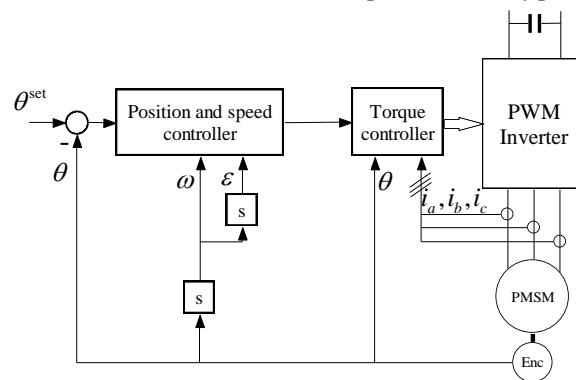 θ^set
-
θ
Position and speed
controller
ω
ε
s
s
Torque
controller
θ
i_a, i_b, i_c
PWM
Inverter
PMSM
Enc